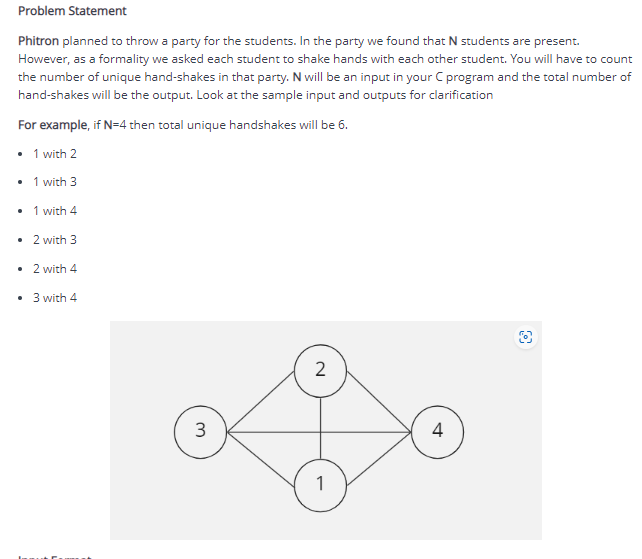 Problem Statement
Phitron planned to throw a party for the students. In the party we found that N students are present.
However, as a formality we asked each student to shake hands with each other student. You will have to count
the number of unique hand-shakes in that party. N will be an input in your C program and the total number of
hand-shakes will be the output. Look at the sample input and outputs for clarification
For example, if N=4 then total unique handshakes will be 6.
• 1 with 2
• 1 with 3
• 1 with 4
• 2 with 3
• 2 with 4
• 3 with 4
2
3
4
1